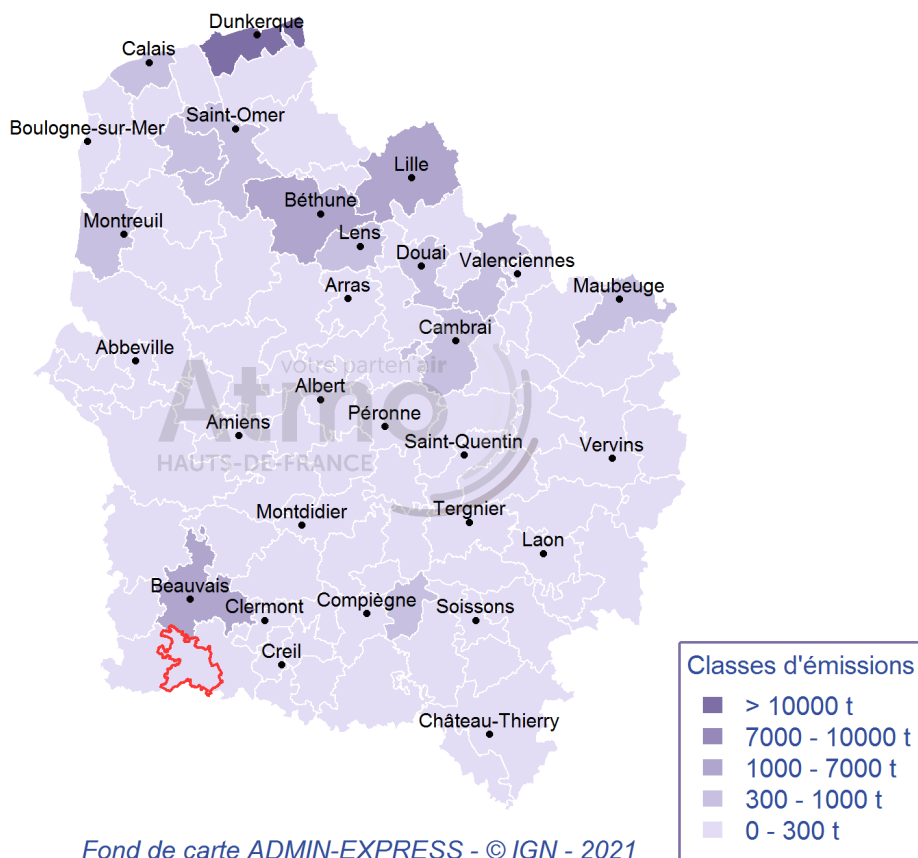 Dunkerque
Calais
Saint-Omer
Boulogne-sur-Mer
Lille
Béthune
Montreuil
Lens
Douai
Valenciennes
Maubeuge
Arras
Cambrai
Abbeville
votre parten'air
Atmo
HAUTS-DE-FRANCE
Albert
Péronne
Amiens
Saint-Quentin
Vervins
Montdidier
Tergnier
Laon
Beauvais
Clermont
Compiègne
Soissons
Creil
Château-Thierry
Classes d'émissions
> 10000 t
7000 - 10000 t
1000 - 7000 t
300 - 1000 t
0 - 300 t
Fond de carte ADMIN-EXPRESS - © IGN - 2021